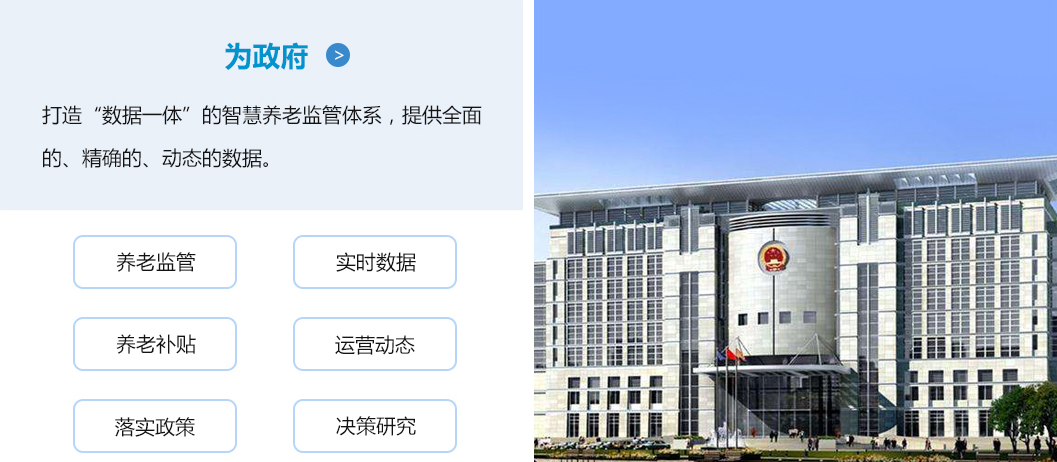 为政府 >
打造“数据一体”的智慧养老监管体系，提供全面
的、精确的、动态的数据。
养老监管
实时数据
养老补贴
运营动态
落实政策
决策研究